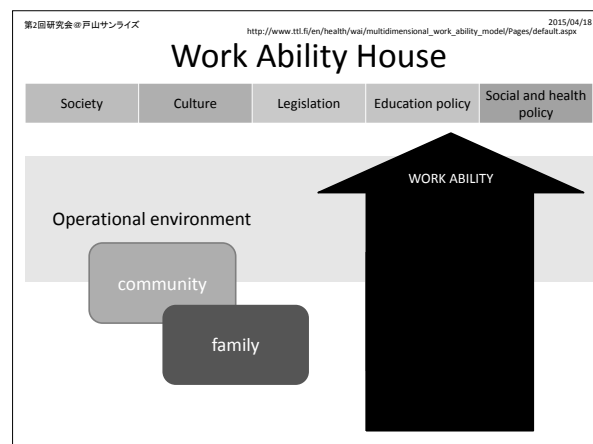 第2回研究会@戸山サンライズ
2015/04/18
http://www.ttl.fi/en/health/wai/multidimensional_work_ability_model/Pages/default.aspx
Work Ability House
Society
Culture
Legislation
Education policy
Social and health
policy
WORK ABILITY
Operational environment
community
family